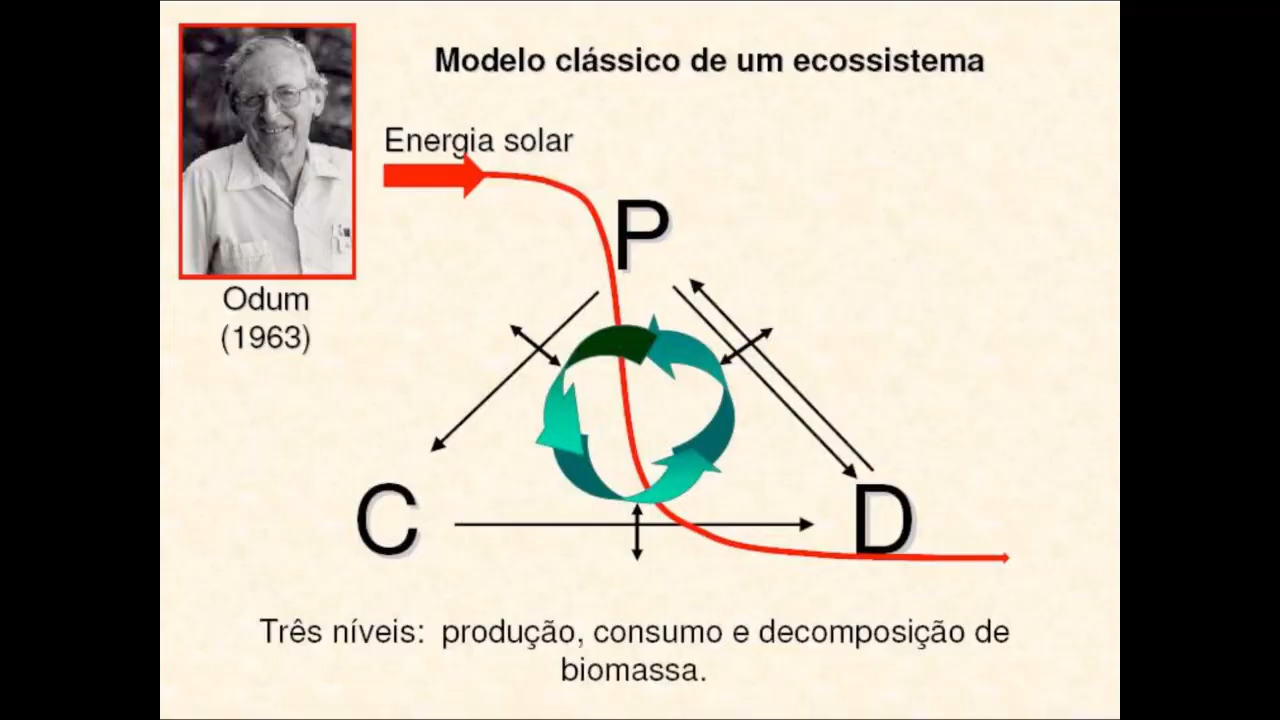 Modelo clássico de um ecossistema
Energia solar
P
Odum
(1963)
C
D
Três níveis: produção, consumo e decomposição de
biomassa.